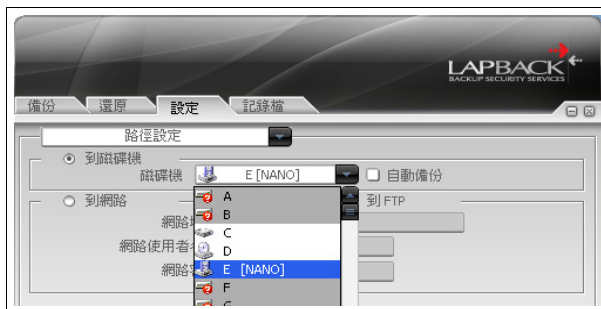 LAPBACK
BACKUP SECURITY SERVICES
備份 還原 設定 記錄檔
路徑設定
到磁碟機
磁碟機 E [NANO] 自動備份
到網路 到 FTP
A
B
網路
C
網路使用者
D
網路
E [NANO]
F